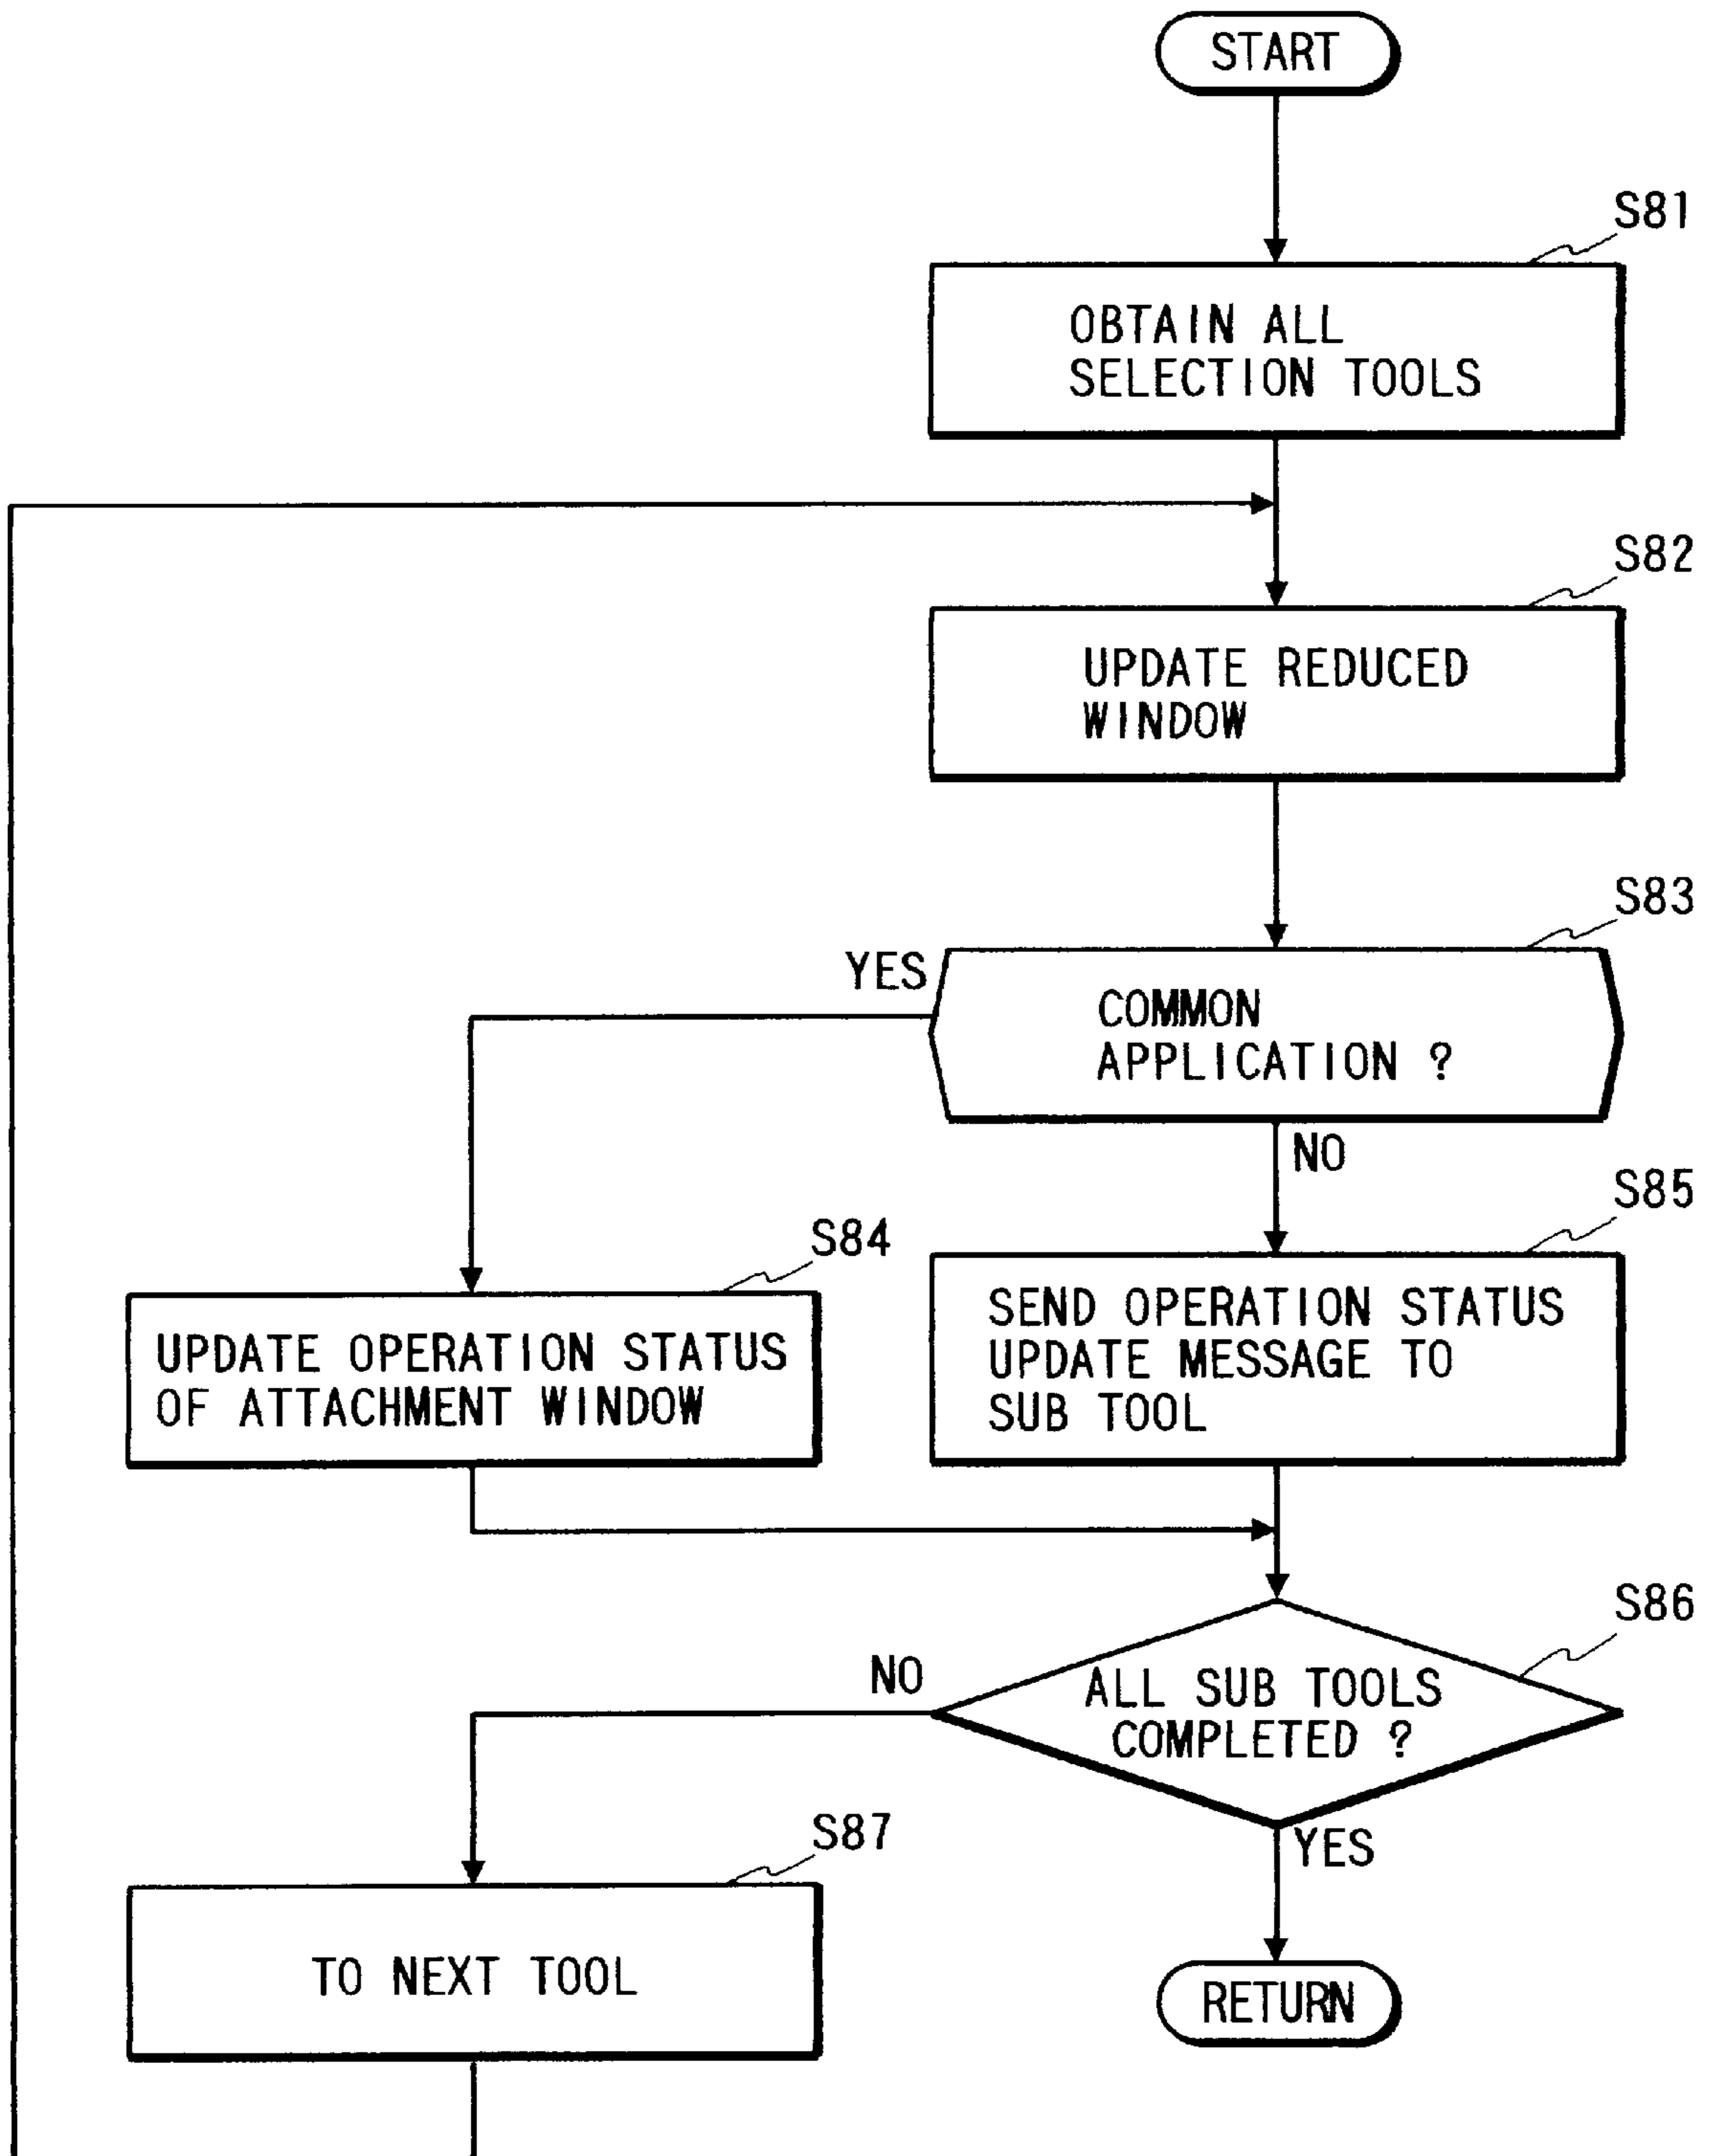 START
S81
OBTAIN ALL
SELECTION TOOLS
S82
UPDATE REDUCED
WINDOW
S83
YES
COMMON
APPLICATION ?
NO
S85
SEND OPERATION STATUS
UPDATE MESSAGE TO
SUB TOOL
S84
UPDATE OPERATION STATUS
OF ATTACHMENT WINDOW
S86
NO
ALL SUB TOOLS
COMPLETED ?
YES
S87
TO NEXT TOOL
RETURN